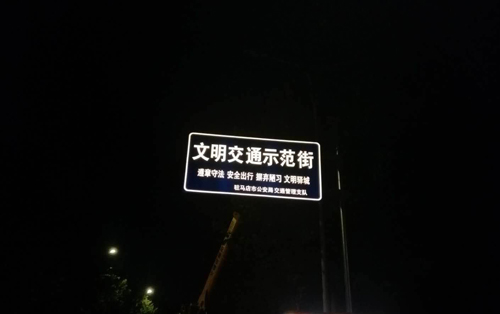 文明交通示范街
遵章守法 安全出行 摒弃陋习 文明驿城
驻马店市公安局交通管理支队